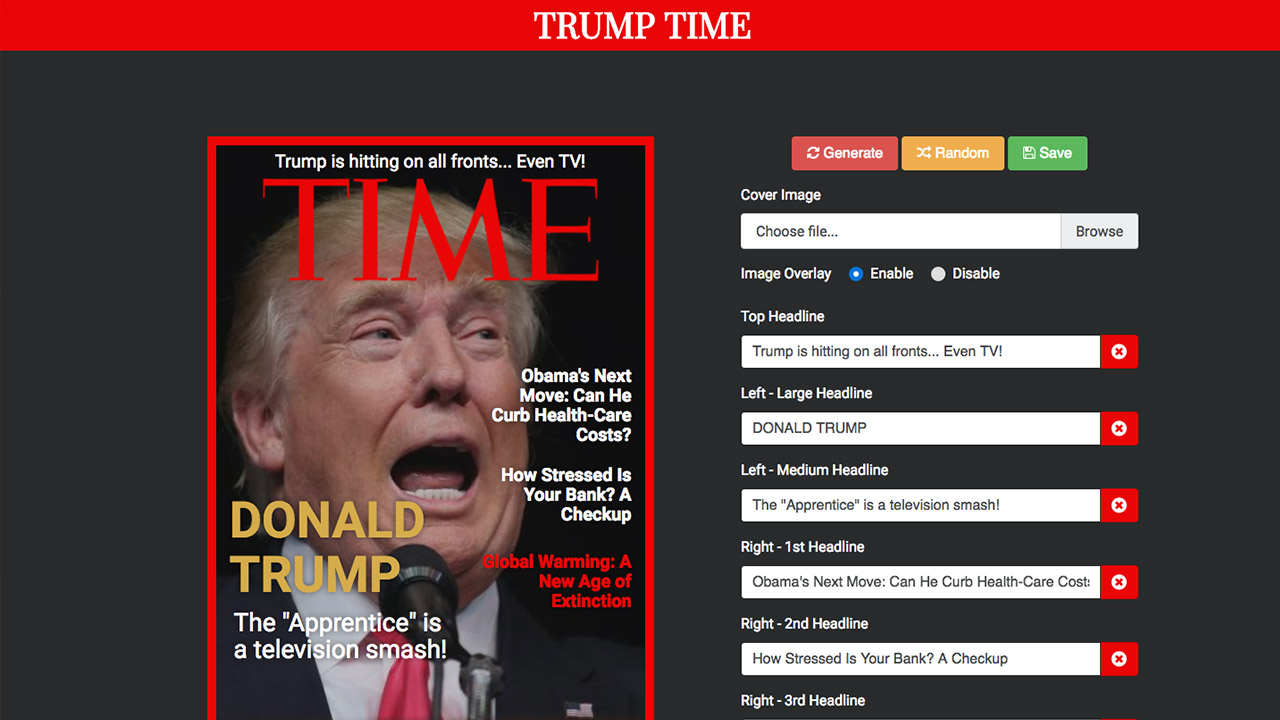 TRUMP TIME
Trump is hitting on all fronts... Even TV!
TIME
Obama's Next
Move: Can He
Curb Health-Care
Costs?
How Stressed Is
Your Bank? A
Checkup
Global Warming: A
New Age of
Extinction
DONALD
TRUMP
The "Apprentice" is
a television smash!
Generate
Random
Save
Cover Image
Choose file...
Browse
Image Overlay
Enable
Disable
Top Headline
Trump is hitting on all fronts... Even TV!
Left - Large Headline
DONALD TRUMP
Left - Medium Headline
The "Apprentice" is a television smash!
Right - 1st Headline
Obama's Next Move: Can He Curb Health-Care Costs
Right - 2nd Headline
How Stressed Is Your Bank? A Checkup
Right - 3rd Headline